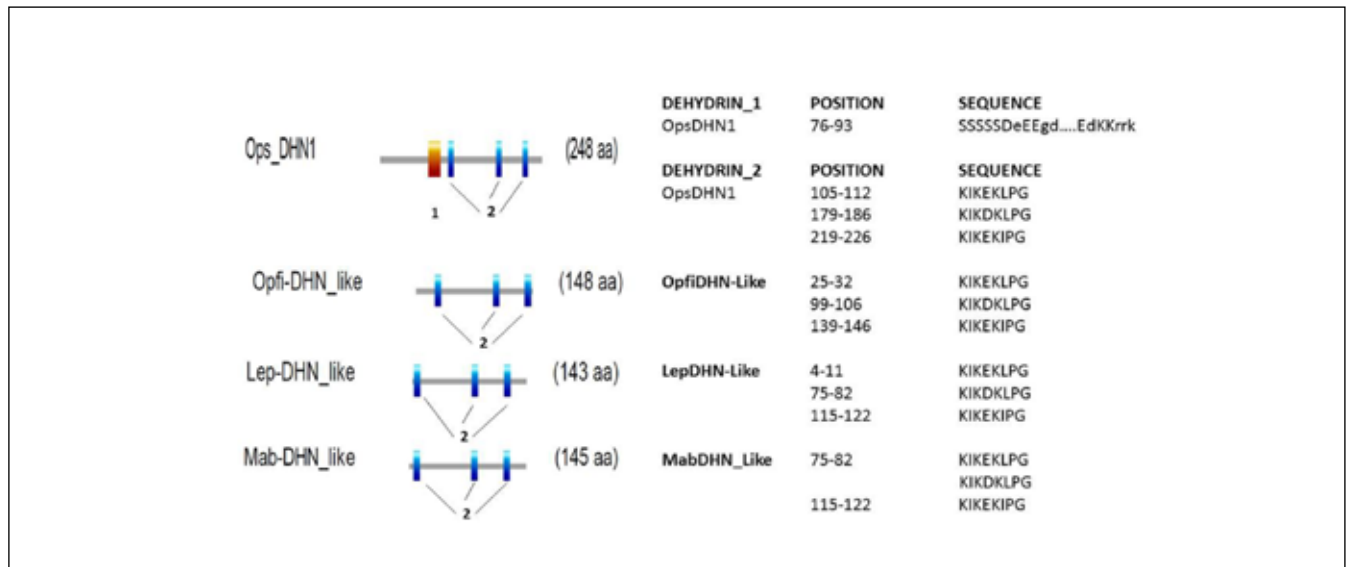 DEHYDRIN_1 POSITION SEQUENCE
OpsDHN1 76-93 SSSSSDeEEgd....EdKKrrk
Ops_DHN1 (248 aa)
1 2
DEHYDRIN_2 POSITION SEQUENCE
OpsDHN1 105-112 KIKEKLPG
179-186 KIKDKLPG
219-226 KIKEKIPG
Opfi-DHN_like (148 aa) OpfiDHN-Like 25-32 KIKEKLPG
99-106 KIKDKLPG
139-146 KIKEKIPG
2
Lep-DHN_like (143 aa) LepDHN-Like 4-11 KIKEKLPG
75-82 KIKDKLPG
115-122 KIKEKIPG
2
Mab-DHN_like (145 aa) MabDHN_Like 75-82 KIKEKLPG
KIKDKLPG
115-122 KIKEKIPG
2